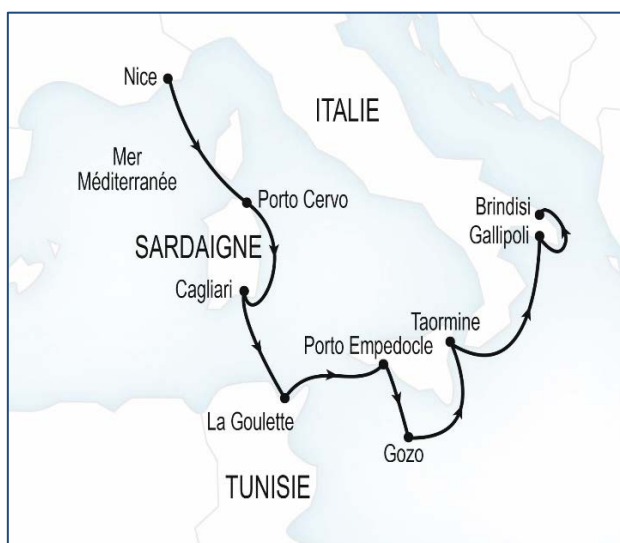 Nice
ITALIE
Mer
Méditerranée
Porto Cervo
Brindisi
Gallipoli
SARDAIGNE
Cagliari
Taormine
Porto Empedocle
La Goulette
Gozo
TUNISIE